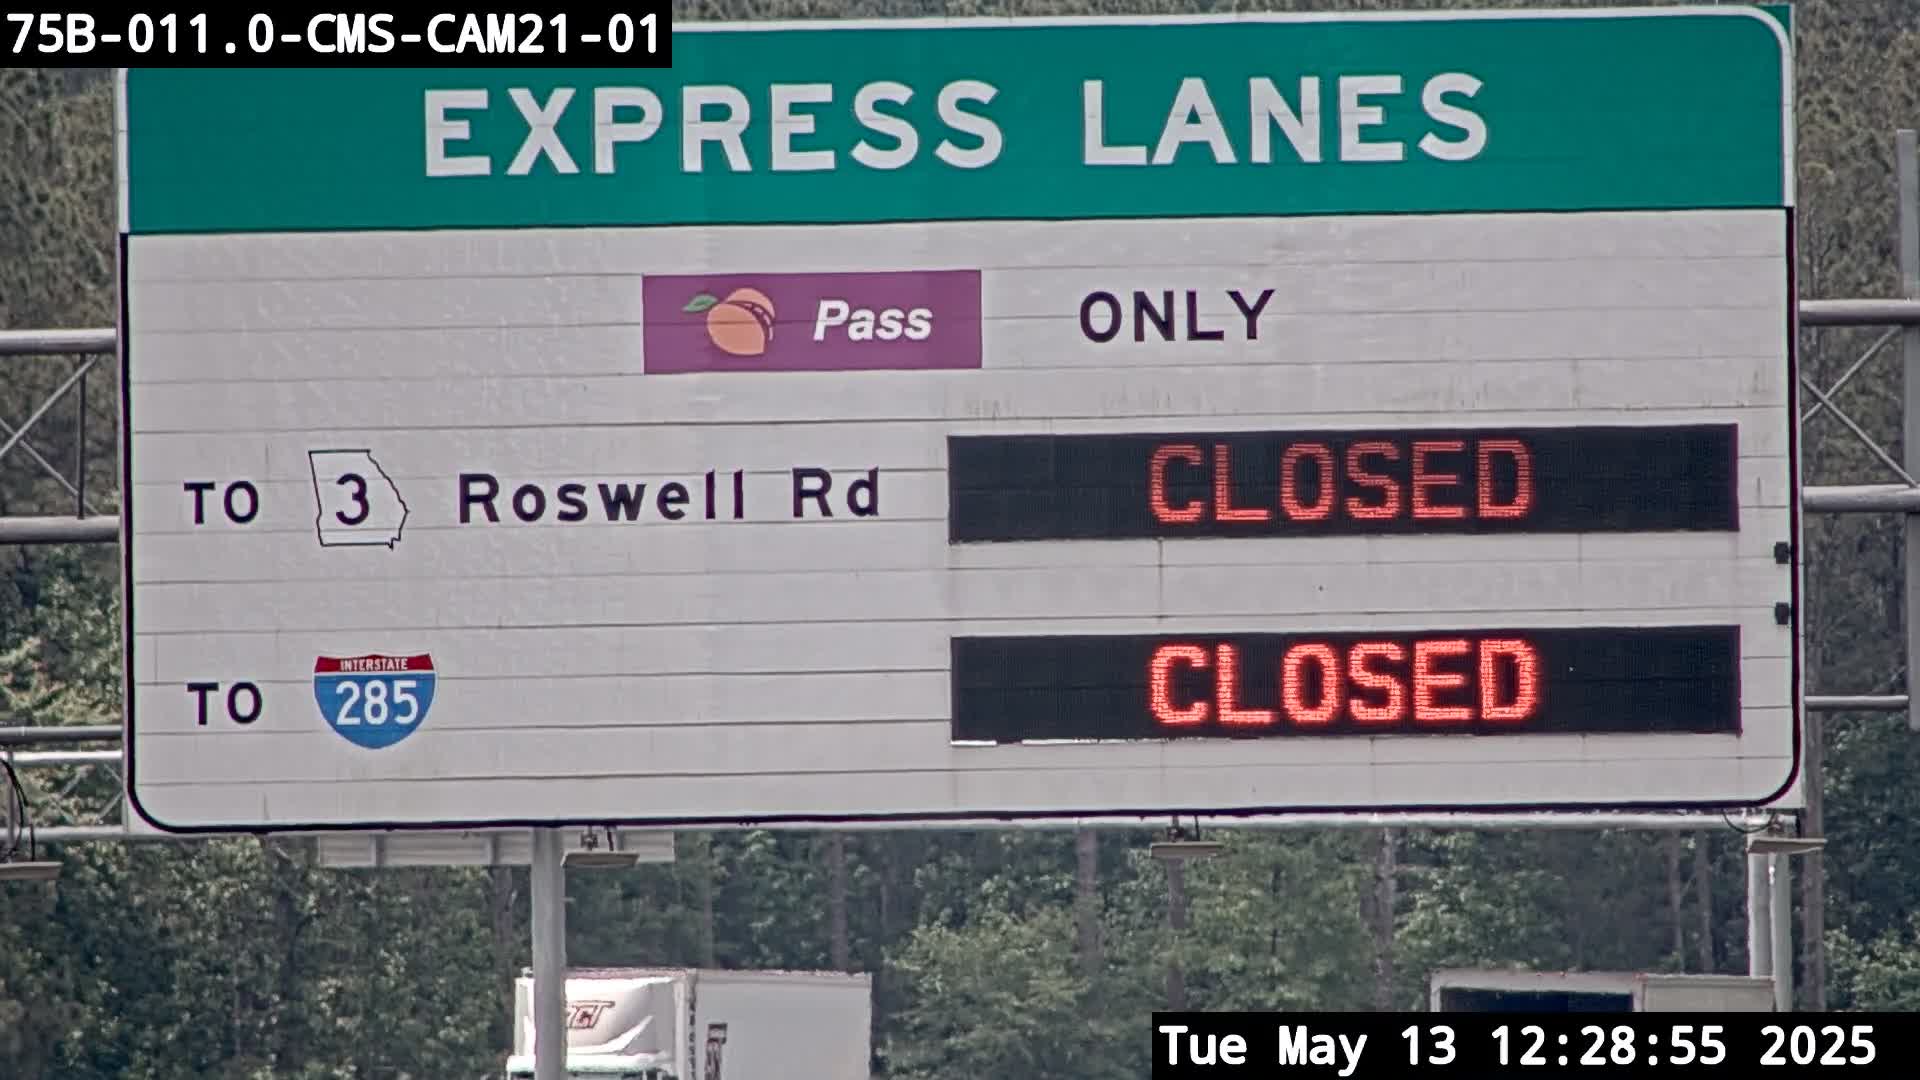 75B-011.0-CMS-CAM21-01
EXPRESS LANES
Pass ONLY
TO 3 Roswell Rd CLOSED
INTERSTATE
TO 285 CLOSED
Tue May 13 12:28:55 2025